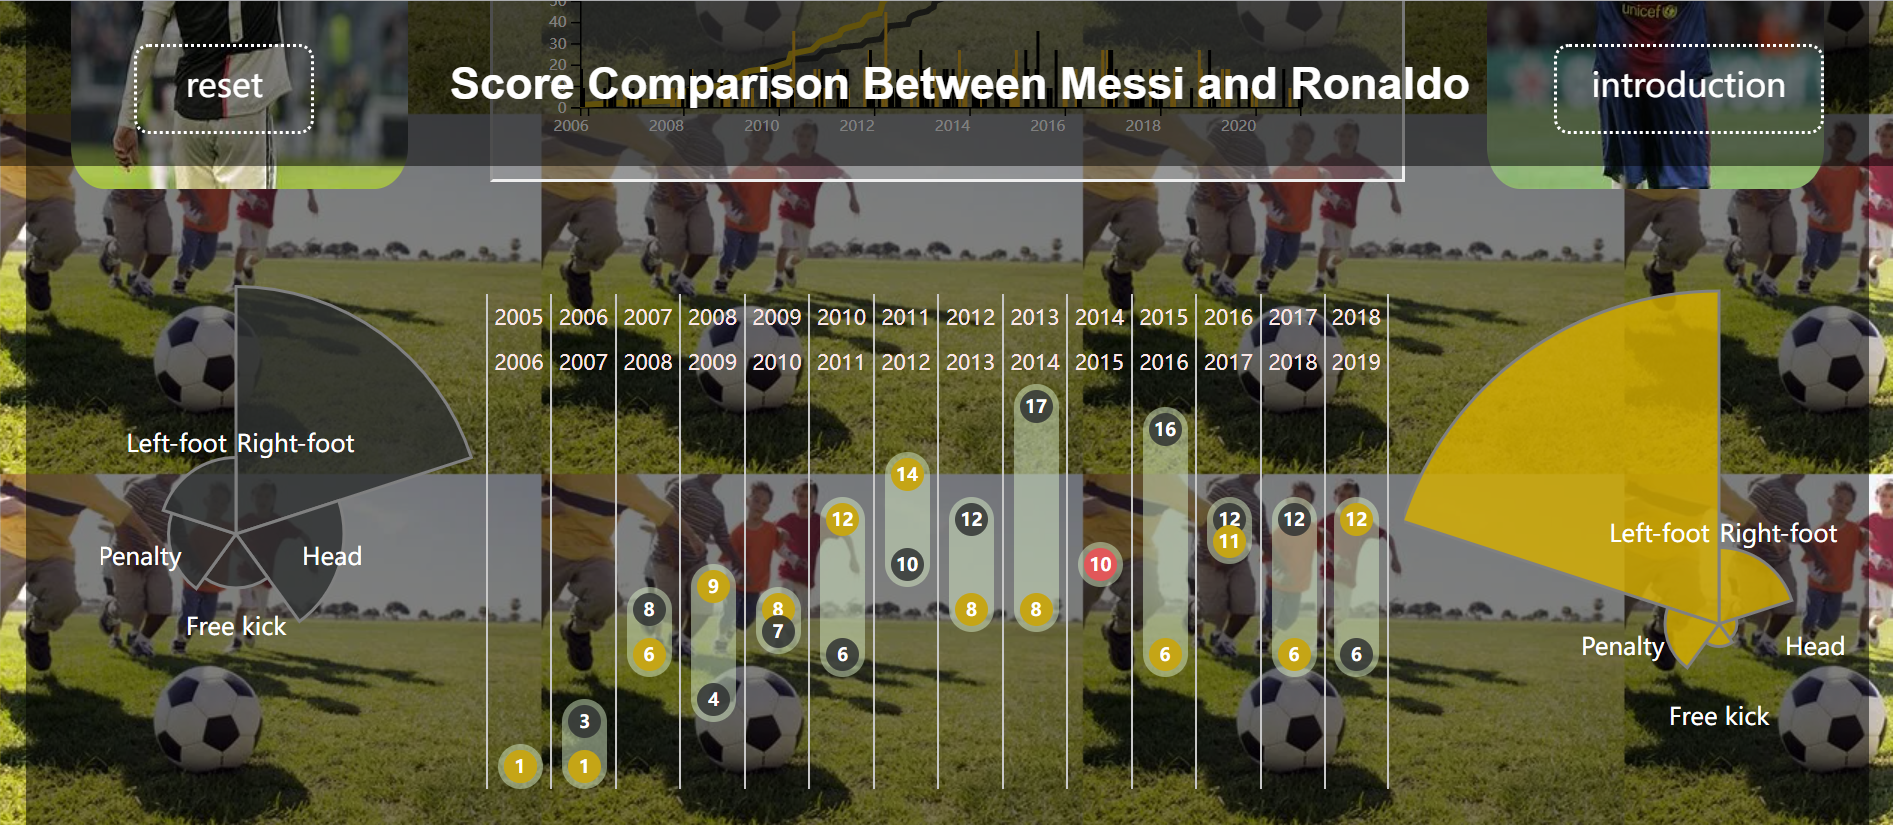 unicef
50
40
30
20
0
reset
Score Comparison Between Messi and Ronaldo
introduction
2006 2008 2010 2012 2014 2016 2018 2020
2005 2006 2007 2008 2009 2010 2011 2012 2013 2014 2015 2016 2017 2018
2006 2007 2008 2009 2010 2011 2012 2013 2014 2015 2016 2017 2018 2019
17
16
Left-foot Right-foot
14
12 12 12 12 12
11
Left-foot Right-foot
Penalty Head
10 10
9
8 8 8 8
7
Free kick
6 6 6 6 6 6
Penalty Head
4
3
Free kick
1 1